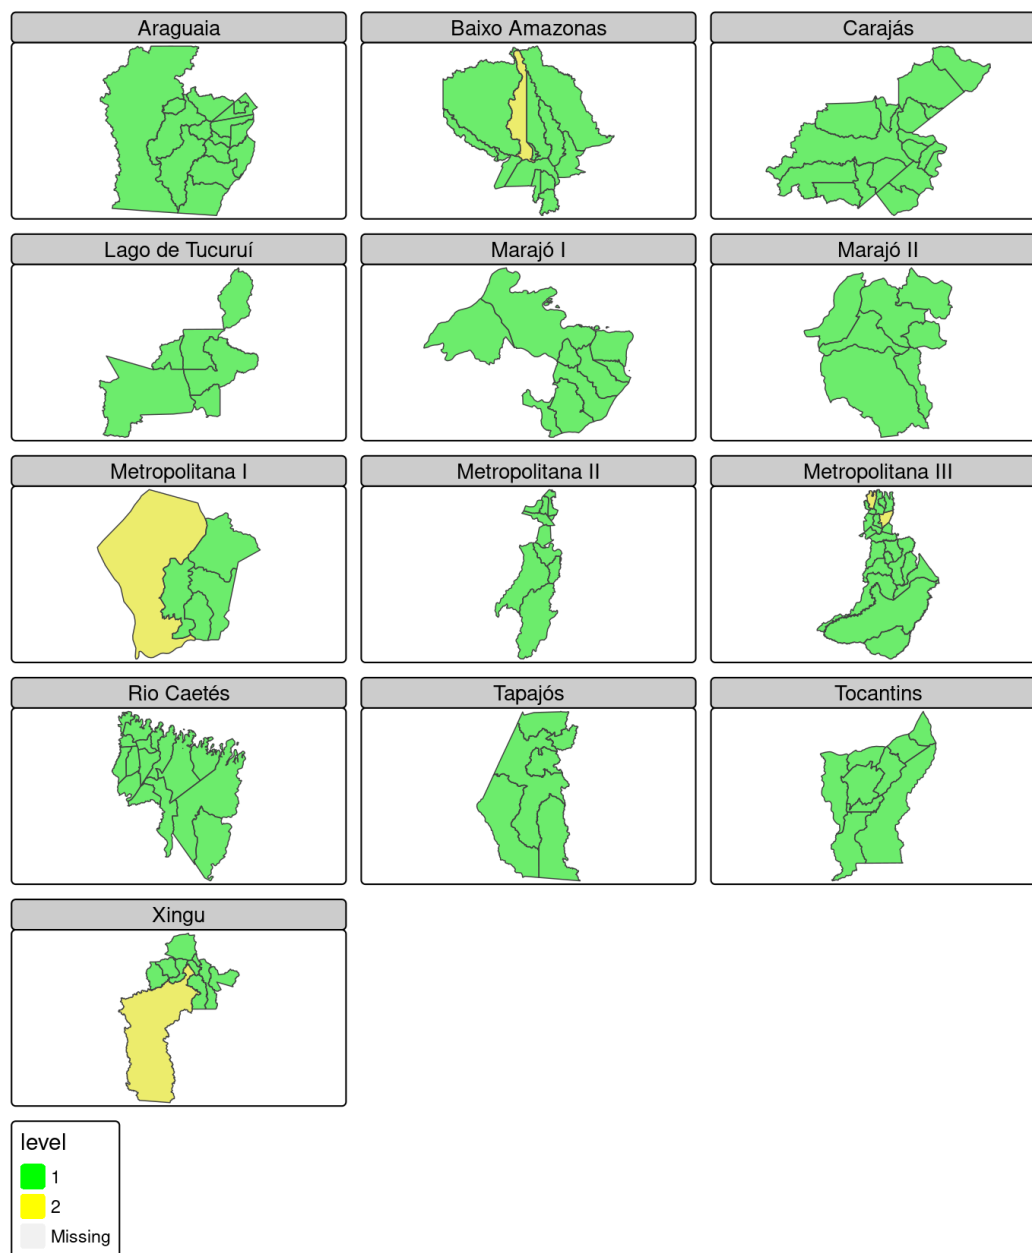 Araguaia
Baixo Amazonas
Carajás
Lago de Tucuruí
Marajó I
Marajó II
Metropolitana I
Metropolitana II
Metropolitana III
Rio Caetés
Tapajós
Tocantins
Xingu
level
1
2
Missing